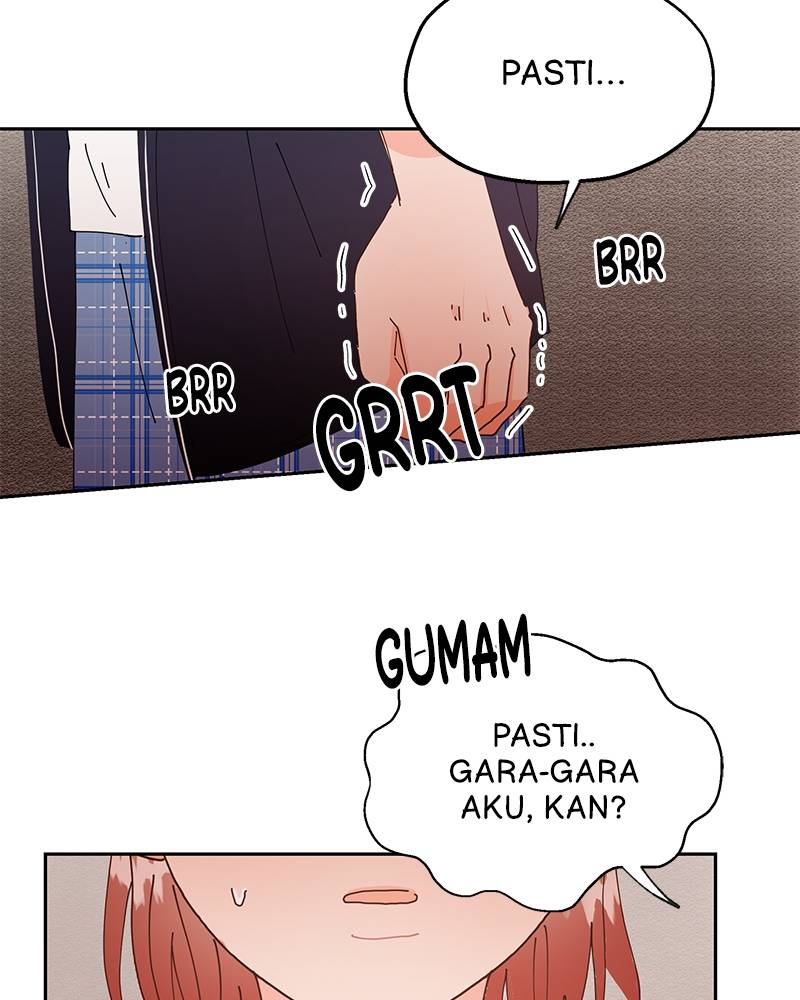 PASTI...
BRR
BRR
GRRT
GUMAM
PASTI..
GARA-GARA
AKU, KAN?